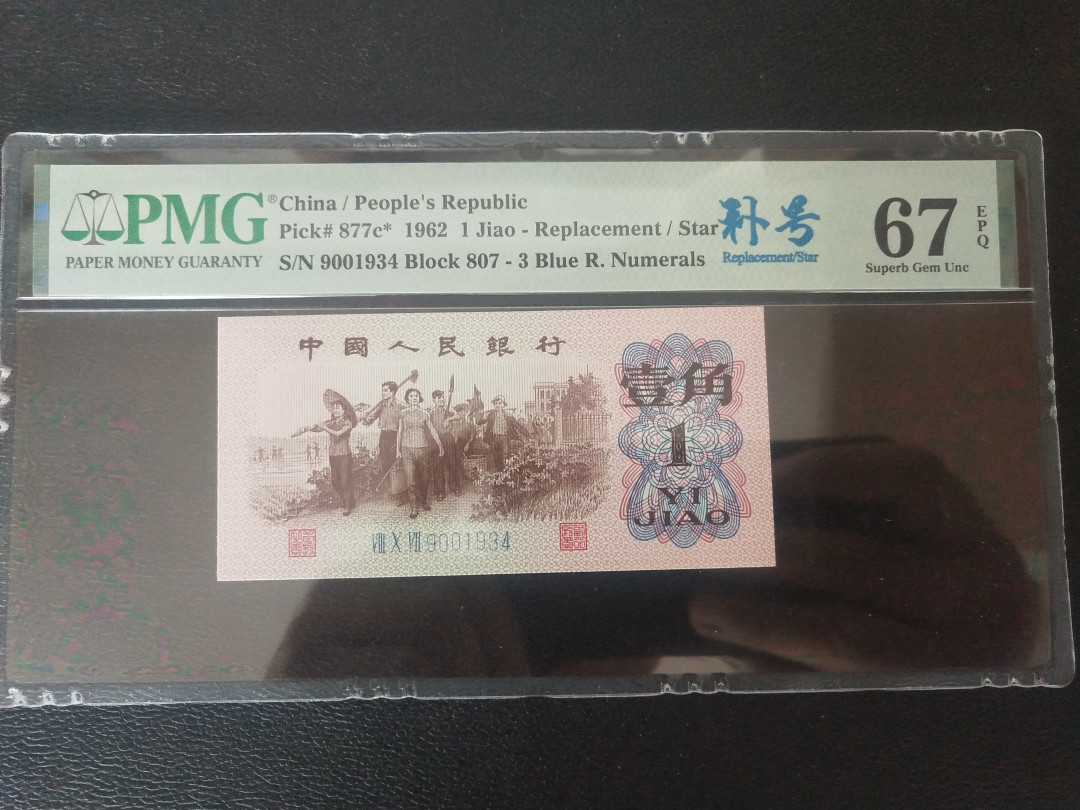 PMG®
PAPER MONEY GUARANTY
China / People's Republic
Pick# 877c* 1962 1 Jiao - Replacement / Star
S/N 9001934 Block 807 - 3 Blue R. Numerals
补号
Replacement/Star
67
EPQ
Superb Gem Unc
中國人民銀行
壹角
1
YI
JIAO
Ⅷ Ⅹ Ⅶ 9001934